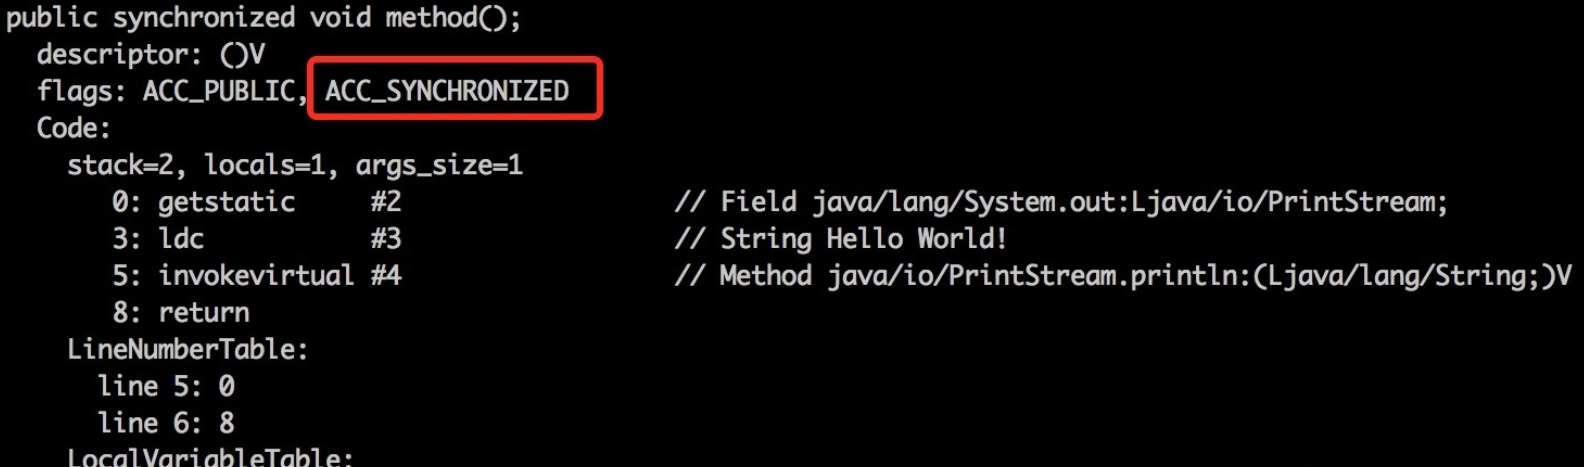 public synchronized void method();
descriptor: ()V
flags: ACC_PUBLIC, ACC_SYNCHRONIZED
Code:
stack=2, locals=1, args_size=1
0: getstatic #2 // Field java/lang/System.out:Ljava/io/PrintStream;
3: ldc #3 // String Hello World!
5: invokevirtual #4 // Method java/io/PrintStream.println:(Ljava/lang/String;)V
8: return
LineNumberTable:
line 5: 0
line 6: 8
LocalVariableTable: